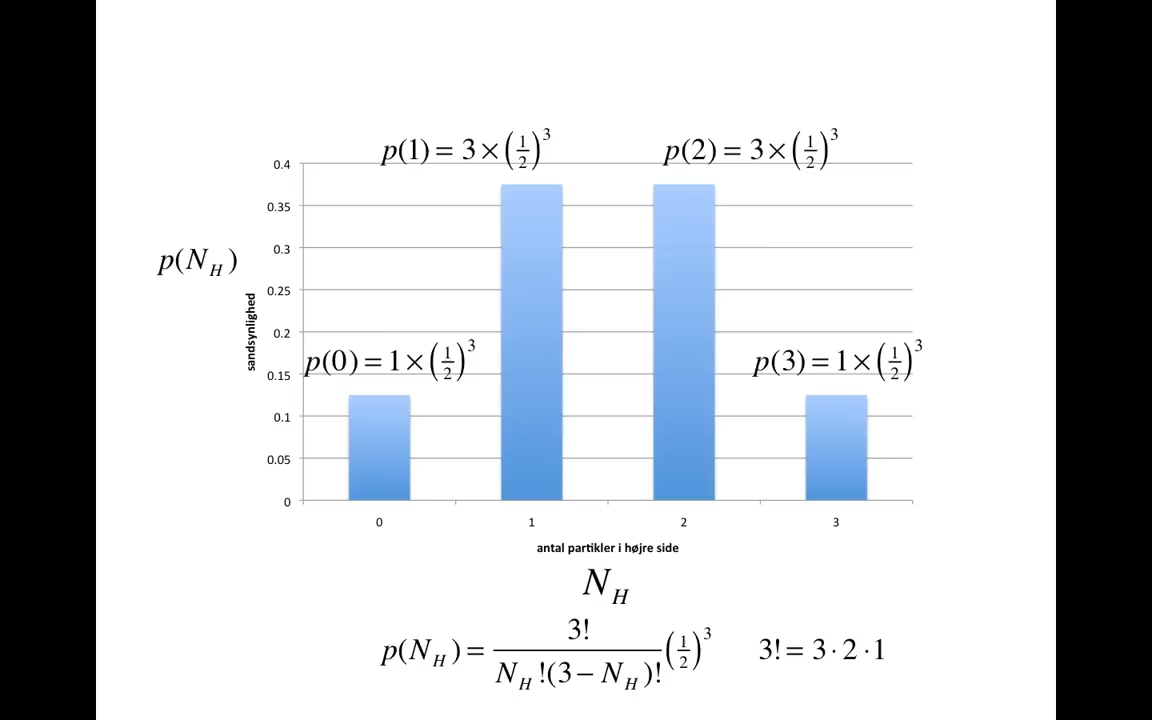 p(1) = 3 × (1/2)^3
p(2) = 3 × (1/2)^3
0.4
0.35
0.3
0.25
0.2
0.15
0.1
0.05
0
p(N_H)
sandsynlighed
p(0) = 1 × (1/2)^3
p(3) = 1 × (1/2)^3
0 1 2 3
antal partikler i højre side
N_H
p(N_H) = 3! / N_H!(3 − N_H)! (1/2)^3
3! = 3 · 2 · 1